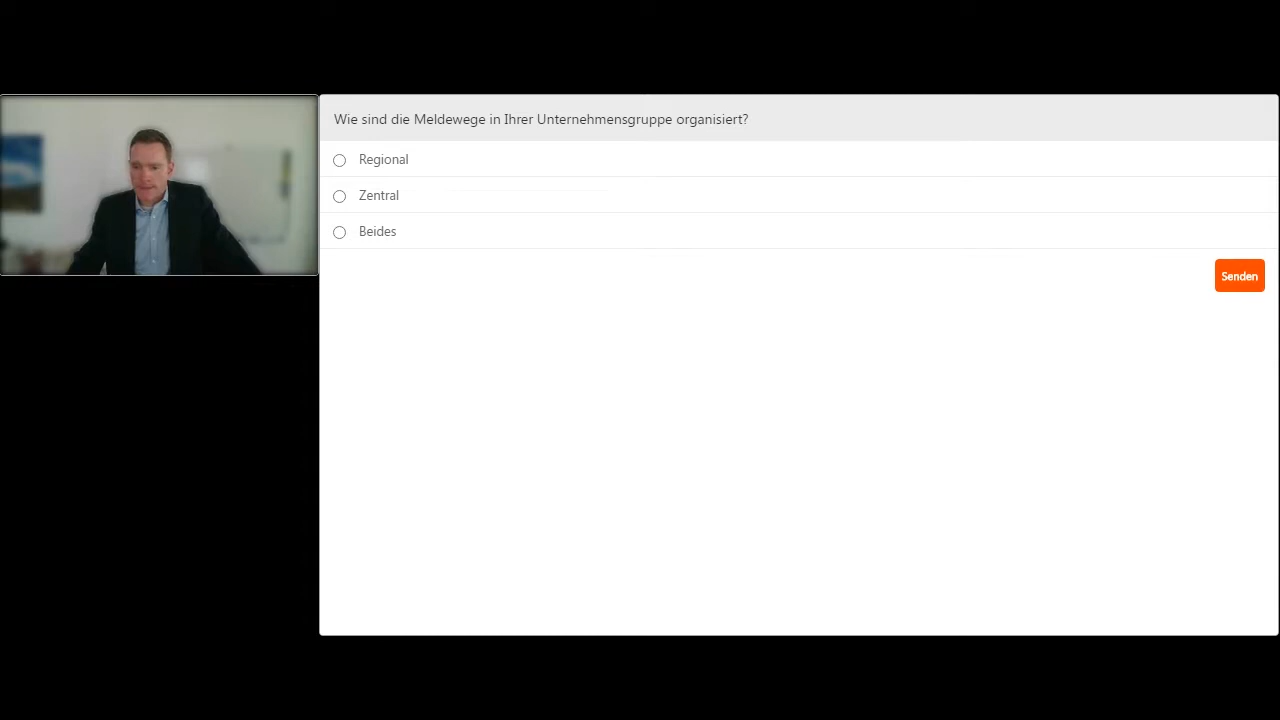 Wie sind die Meldewege in Ihrer Unternehmensgruppe organisiert?
Regional
Zentral
Beides
Senden